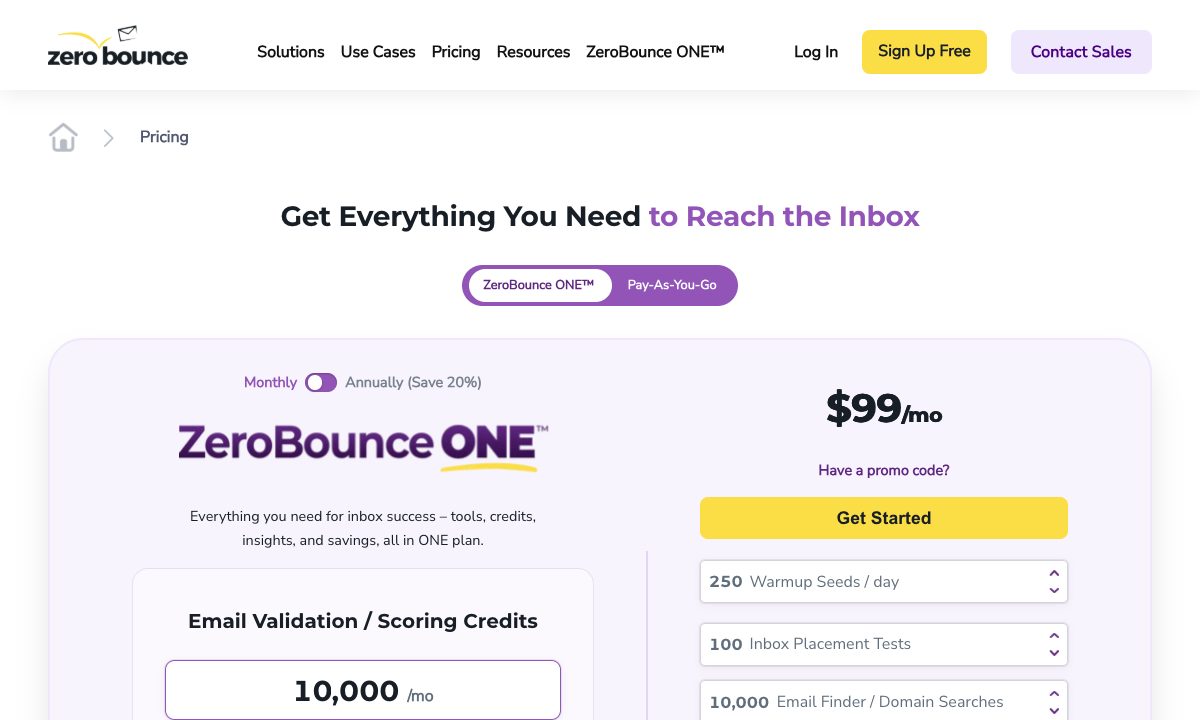 zero bounce
Solutions Use Cases Pricing Resources ZeroBounce ONE™ Log In Sign Up Free Contact Sales
Pricing
Get Everything You Need to Reach the Inbox
ZeroBounce ONE™ Pay-As-You-Go
Monthly Annually (Save 20%)
ZeroBounce ONE™
Everything you need for inbox success – tools, credits,
insights, and savings, all in ONE plan.
Email Validation / Scoring Credits
10,000 /mo
$99/mo
Have a promo code?
Get Started
250 Warmup Seeds / day
100 Inbox Placement Tests
10,000 Email Finder / Domain Searches